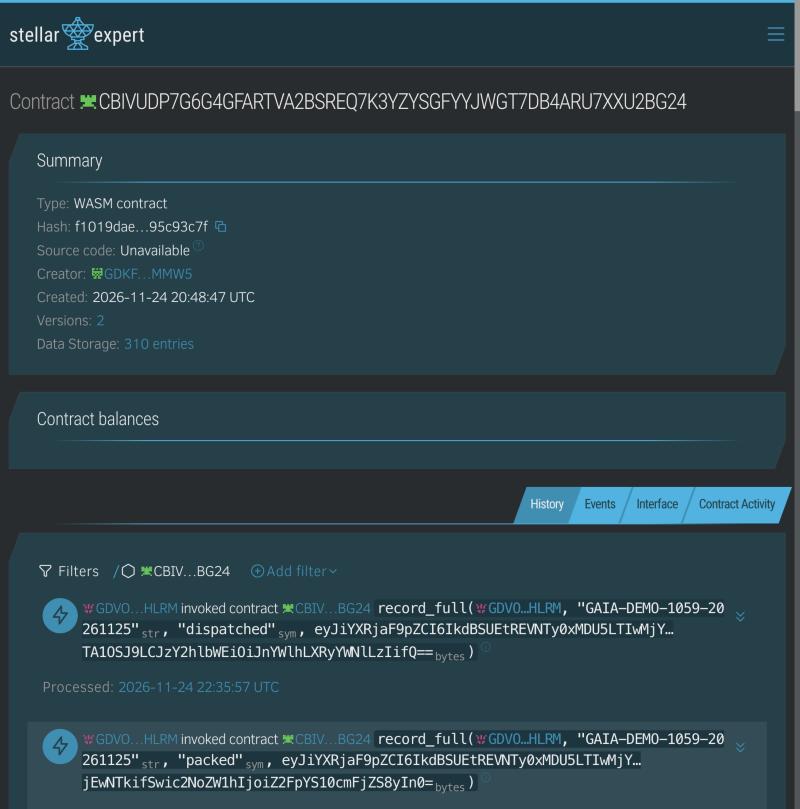 stellar expert
Contract CBIVUDP7G6G4GFARTVA2BSREQ7K3YZYSGFYYJWGT7DB4ARU7XXU2BG24
Summary
Type: WASM contract
Hash: f1019dae...95c93c7f
Source code: Unavailable ?
Creator: GDKF...MMW5
Created: 2026-11-24 20:48:47 UTC
Versions: 2
Data Storage: 310 entries
Contract balances
History Events Interface Contract Activity
Filters / CBIV...BG24 Add filter
GDVO...HLRM invoked contract CBIV...BG24 record_full(GDVO…HLRM, "GAIA-DEMO-1059-20
261125"str, "dispatched"sym, eyJiYXRjaF9pZCI6IkdBSUEtREVNTy0xMDU5LTIwMjY…
TA1OSJ9LCJzY2hlbWEiOiJnYWlhLXRyYWNlLzIifQ==bytes)
Processed: 2026-11-24 22:35:57 UTC
GDVO...HLRM invoked contract CBIV...BG24 record_full(GDVO…HLRM, "GAIA-DEMO-1059-20
261125"str, "packed"sym, eyJiYXRjaF9pZCI6IkdBSUEtREVNTy0xMDU5LTIwMjY…
jEwNTkifSwic2NoZW1hIjoiZ2FpYS10cmFjZS8yIn0=bytes)